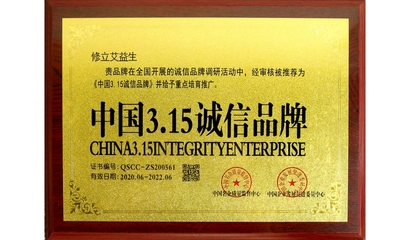 修立艾益生
贵品牌在全国开展的诚信品牌调研活动中，经审核被推荐为
《中国3.15诚信品牌》并给予重点培育推广。
中国3.15诚信品牌
CHINA3.15INTEGRITYENTERPRISE
证书编号:QSCC-ZS200561
有效日期:2020.06-2022.06